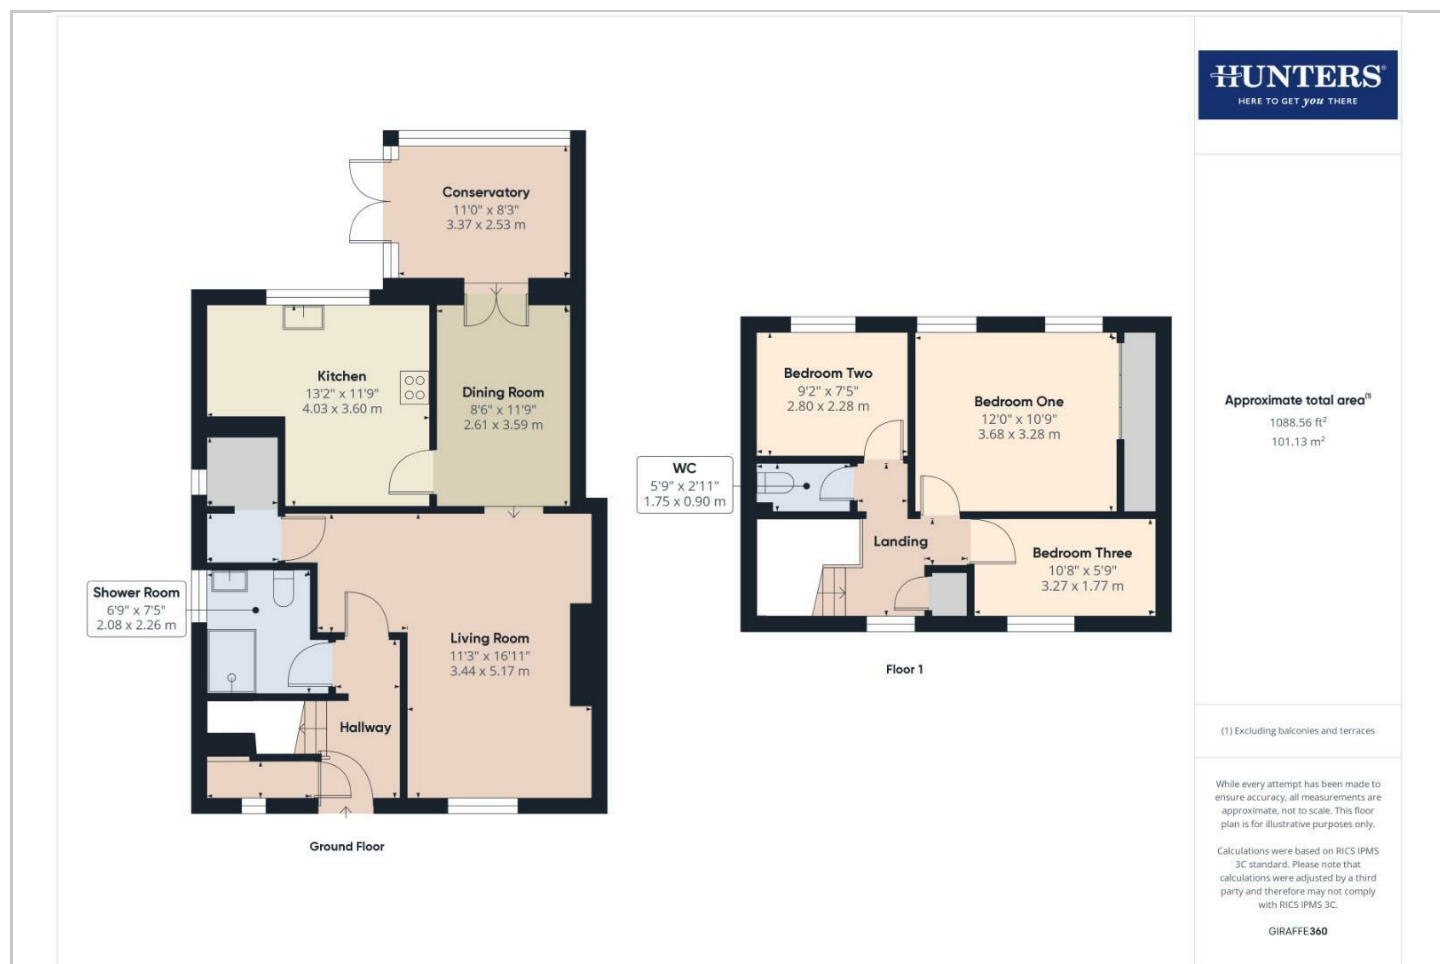 HUNTERS®
HERE TO GET you THERE
Conservatory
11'0" x 8'3"
3.37 x 2.53 m
Kitchen
13'2" x 11'9"
4.03 x 3.60 m
Dining Room
8'6" x 11'9"
2.61 x 3.59 m
Shower Room
6'9" x 7'5"
2.08 x 2.26 m
Living Room
11'3" x 16'11"
3.44 x 5.17 m
Hallway
Ground Floor
Bedroom Two
9'2" x 7'5"
2.80 x 2.28 m
Bedroom One
12'0" x 10'9"
3.68 x 3.28 m
WC
5'9" x 2'11"
1.75 x 0.90 m
Landing
Bedroom Three
10'8" x 5'9"
3.27 x 1.77 m
Floor 1
Approximate total area(1)
1088.56 ft²
101.13 m²
(1) Excluding balconies and terraces
While every attempt has been made to
ensure accuracy, all measurements are
approximate, not to scale. This floor
plan is for illustrative purposes only.
Calculations were based on RICS IPMS
3C standard. Please note that
calculations were adjusted by a third
party and therefore may not comply
with RICS IPMS 3C.
GIRAFFE360